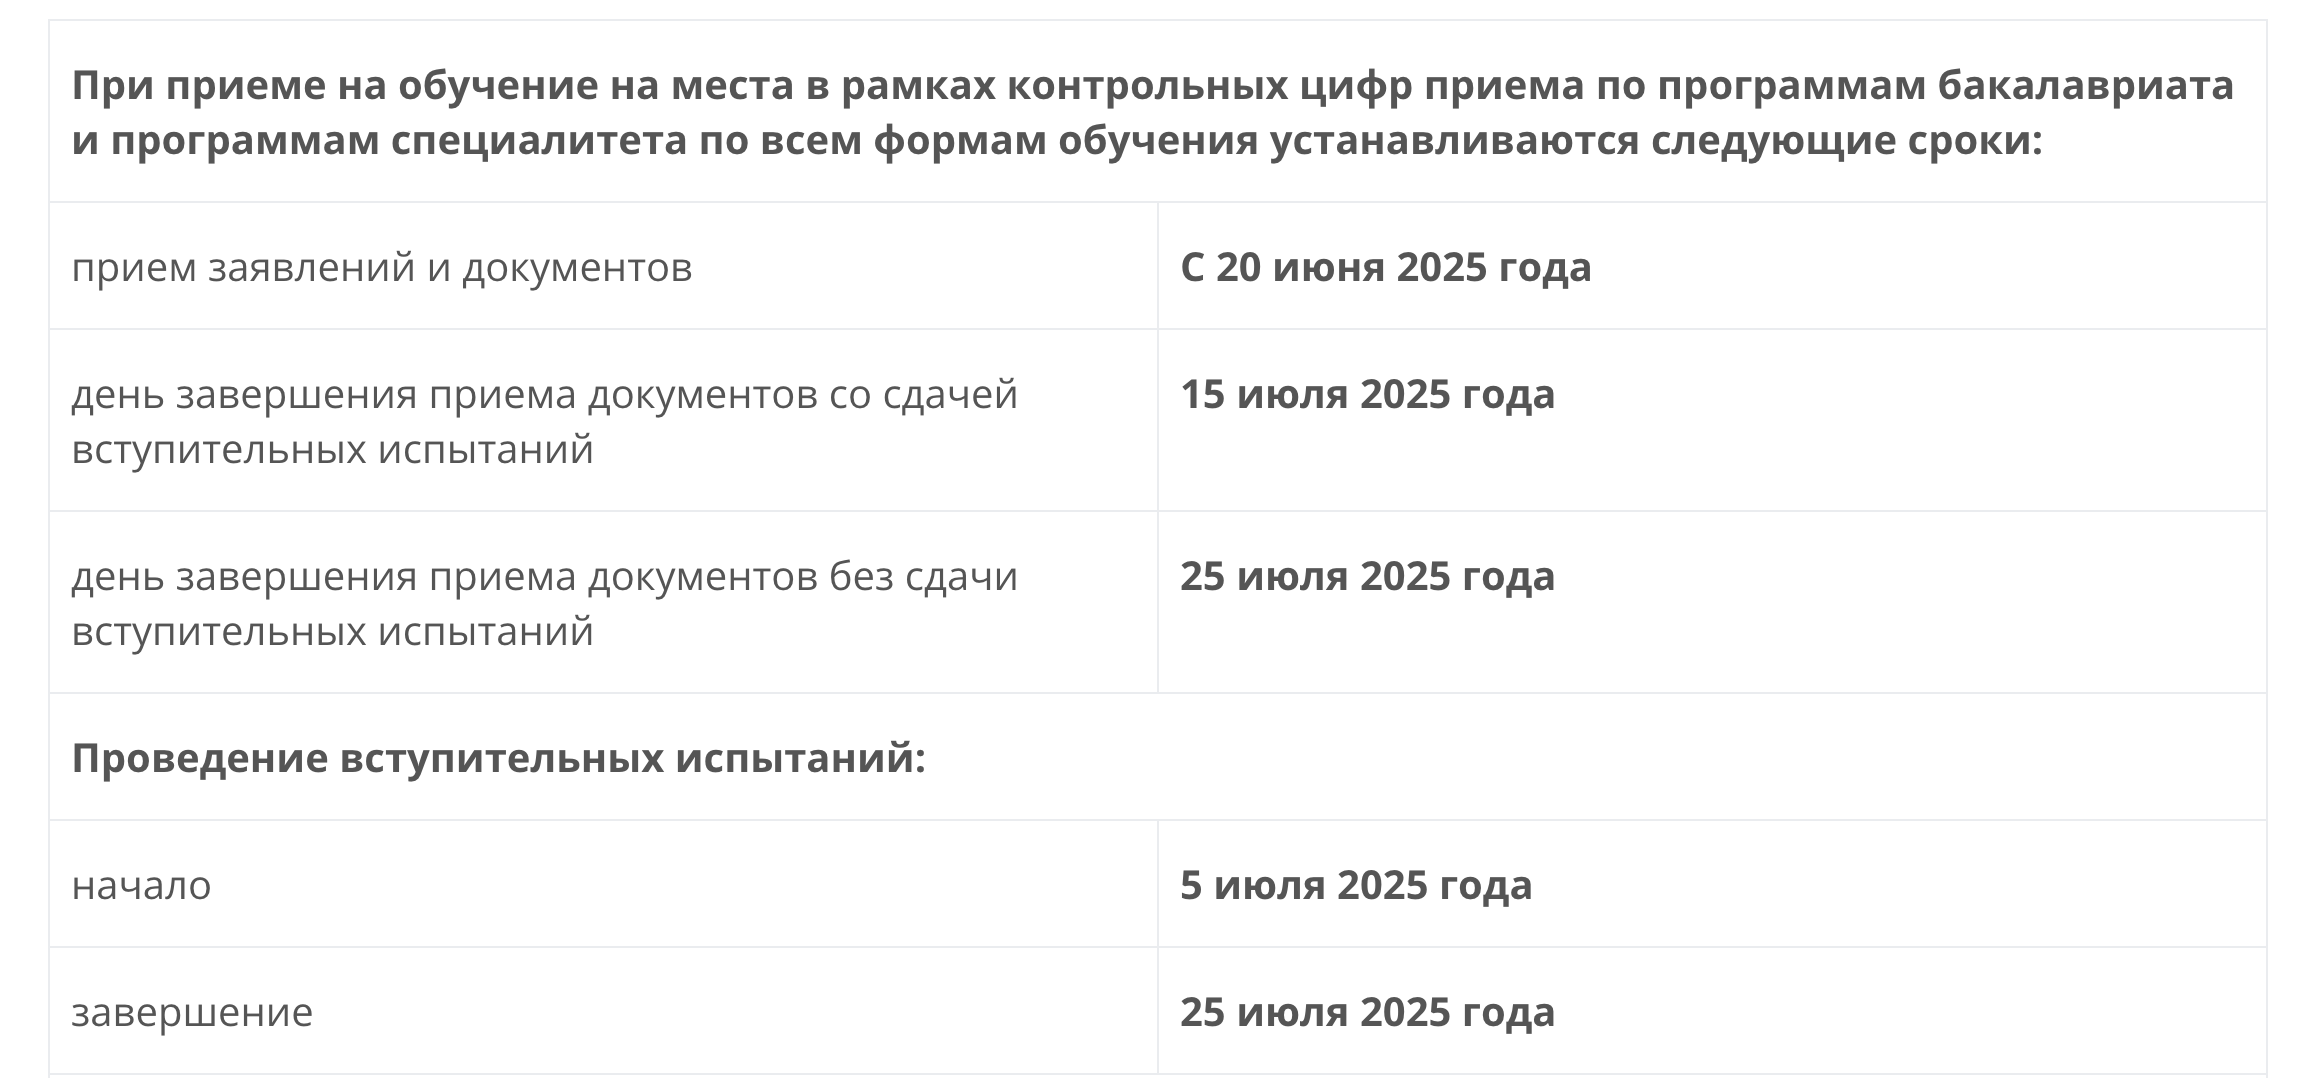 При приеме на обучение на места в рамках контрольных цифр приема по программам бакалавриата
и программам специалитета по всем формам обучения устанавливаются следующие сроки:
прием заявлений и документов
С 20 июня 2025 года
день завершения приема документов со сдачей
вступительных испытаний
15 июля 2025 года
день завершения приема документов без сдачи
вступительных испытаний
25 июля 2025 года
Проведение вступительных испытаний:
начало
5 июля 2025 года
завершение
25 июля 2025 года